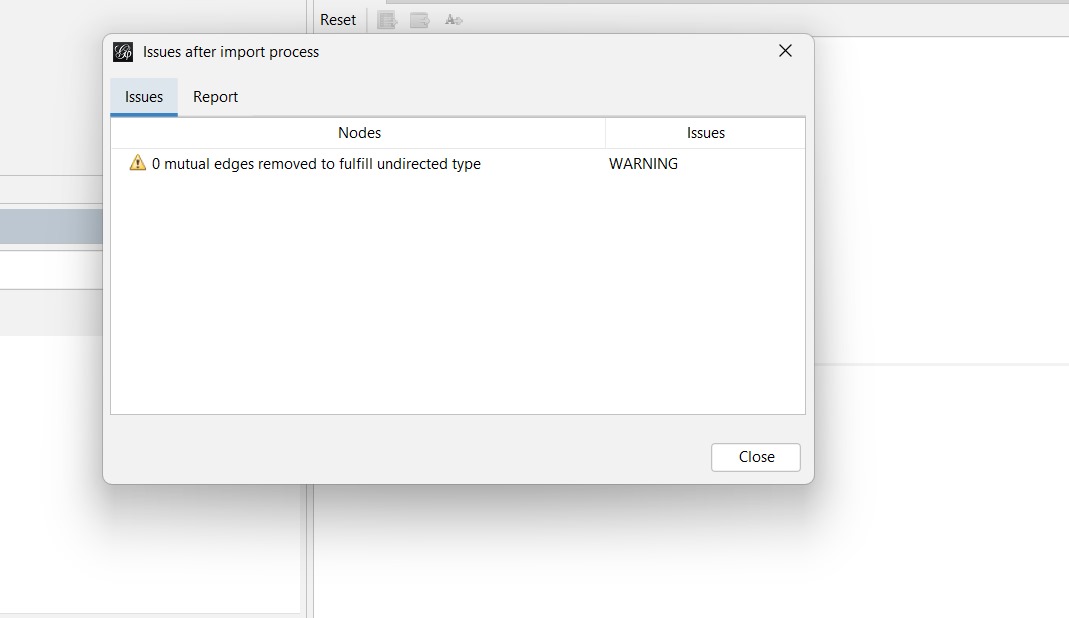 Reset
Issues after import process
Issues Report
Nodes Issues
0 mutual edges removed to fulfill undirected type WARNING
Close